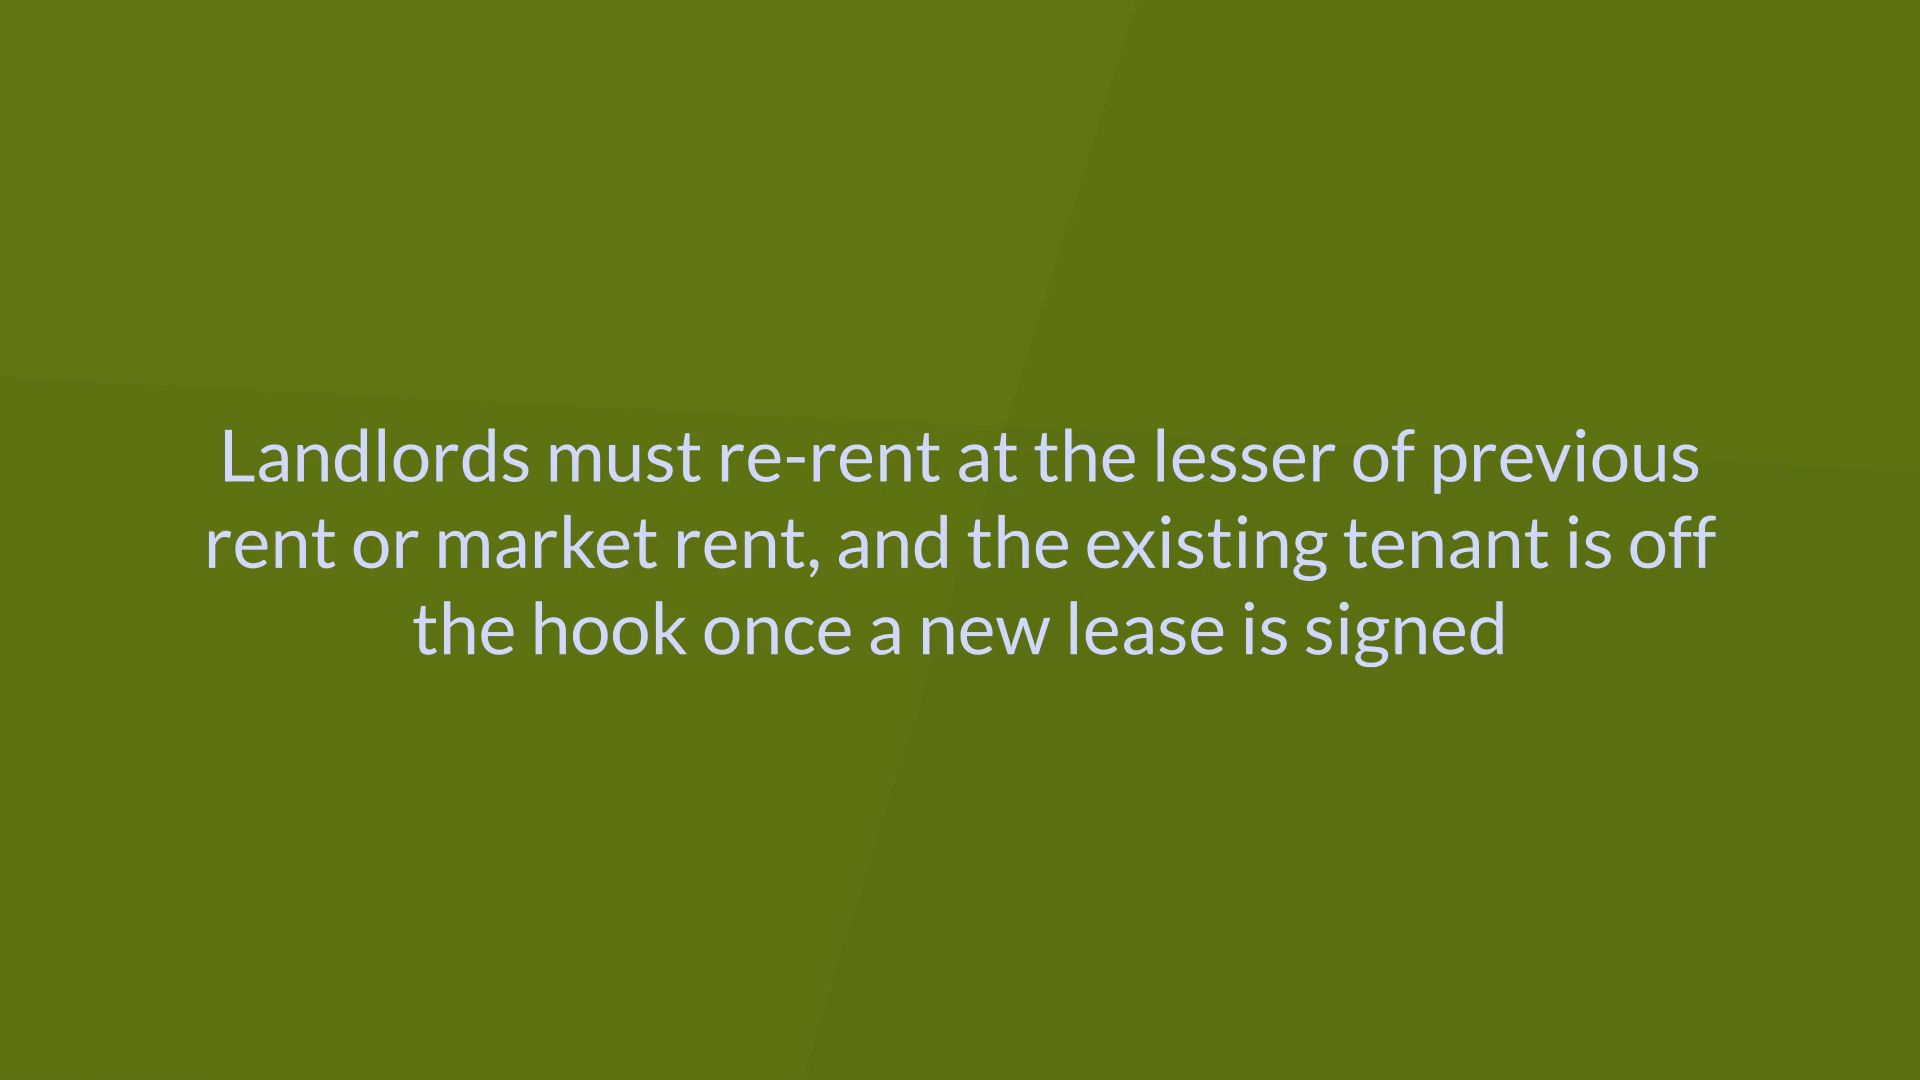 Landlords must re-rent at the lesser of previous
rent or market rent, and the existing tenant is off
the hook once a new lease is signed